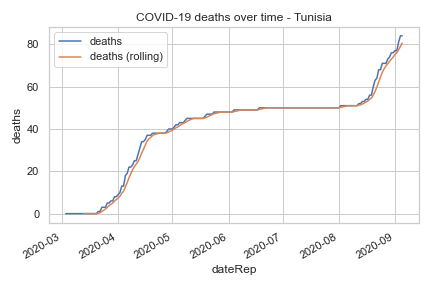 COVID-19 deaths over time - Tunisia
deaths
deaths (rolling)
deaths
80
60
40
20
0
2020-03
2020-04
2020-05
2020-06
2020-07
2020-08
2020-09
dateRep